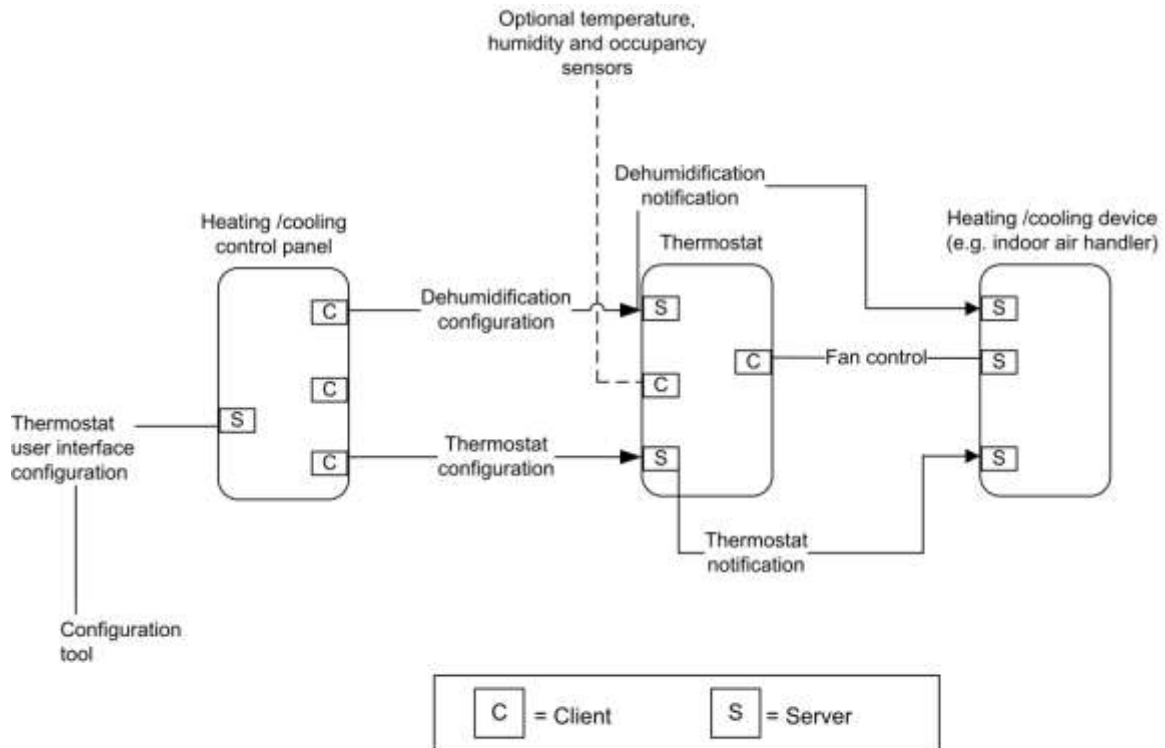 Optional temperature,
humidity and occupancy
sensors
Dehumidification
notification
Heating /cooling
control panel
Thermostat
Heating /cooling device
(e.g. indoor air handler)
C
Dehumidification
configuration
S
S
C
Fan control
S
C
C
S
Thermostat
user interface
configuration
C
Thermostat
configuration
S
S
Thermostat
notification
Configuration
tool
C = Client
S = Server